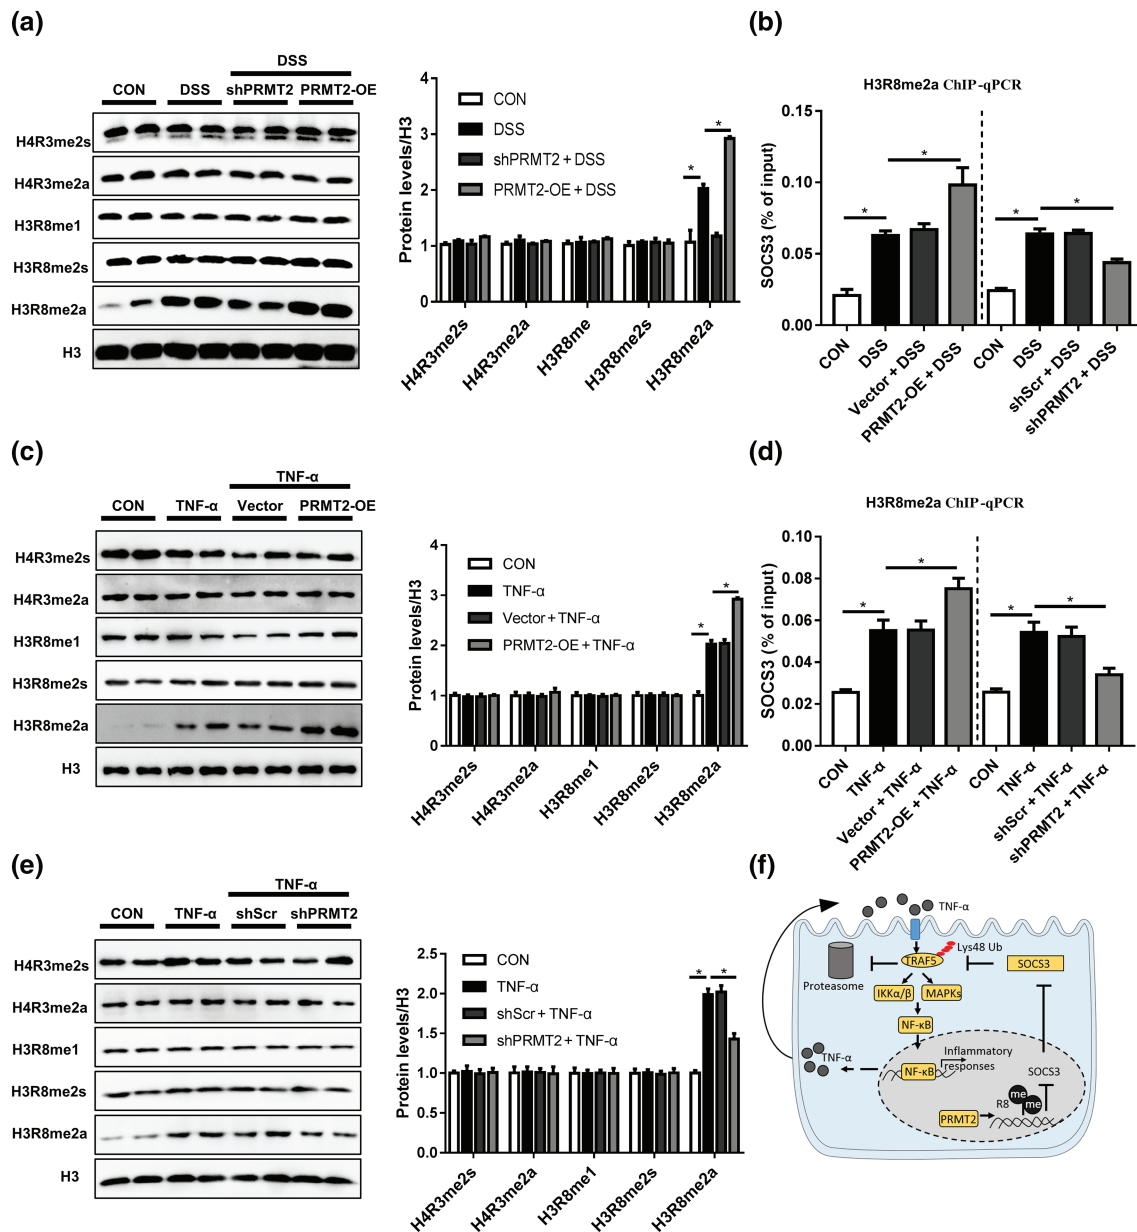 (a)
DSS
CON DSS shPRMT2 PRMT2-OE
H4R3me2s
H4R3me2a
H3R8me1
H3R8me2s
H3R8me2a
H3
Protein levels/H3
4
3
2
1
0
CON
DSS
shPRMT2 + DSS
PRMT2-OE + DSS
* *
H4R3me2s H4R3me2a H3R8me H3R8me2s H3R8me2a
(b)
H3R8me2a ChIP-qPCR
SOCS3 (% of input)
0.15
0.10
0.05
0.00
* * * *
CON DSS Vector + DSS PRMT2-OE + DSS CON DSS shScr + DSS shPRMT2 + DSS
(c)
TNF-α
CON TNF-α Vector PRMT2-OE
H4R3me2s
H4R3me2a
H3R8me1
H3R8me2s
H3R8me2a
H3
Protein levels/H3
4
3
2
1
0
CON
TNF-α
Vector + TNF-α
PRMT2-OE + TNF-α
* *
H4R3me2s H4R3me2a H3R8me1 H3R8me2s H3R8me2a
(d)
H3R8me2a ChIP-qPCR
SOCS3 (% of input)
0.10
0.08
0.06
0.04
0.02
0.00
* * * *
CON TNF-α Vector + TNF-α PRMT2-OE + TNF-α CON TNF-α shScr + TNF-α shPRMT2 + TNF-α
(e)
TNF-α
CON TNF-α shScr shPRMT2
H4R3me2s
H4R3me2a
H3R8me1
H3R8me2s
H3R8me2a
H3
Protein levels/H3
2.5
2.0
1.5
1.0
0.5
0.0
CON
TNF-α
shScr + TNF-α
shPRMT2 + TNF-α
* *
H4R3me2s H4R3me2a H3R8me1 H3R8me2s H3R8me2a
(f)
TNF-α
Lys48 Ub
TRAF5
SOCS3
Proteasome
IKKα/β MAPKs
NF-κB
TNF-α
NF-κB
Inflammatory
responses
SOCS3
R8 me me
PRMT2